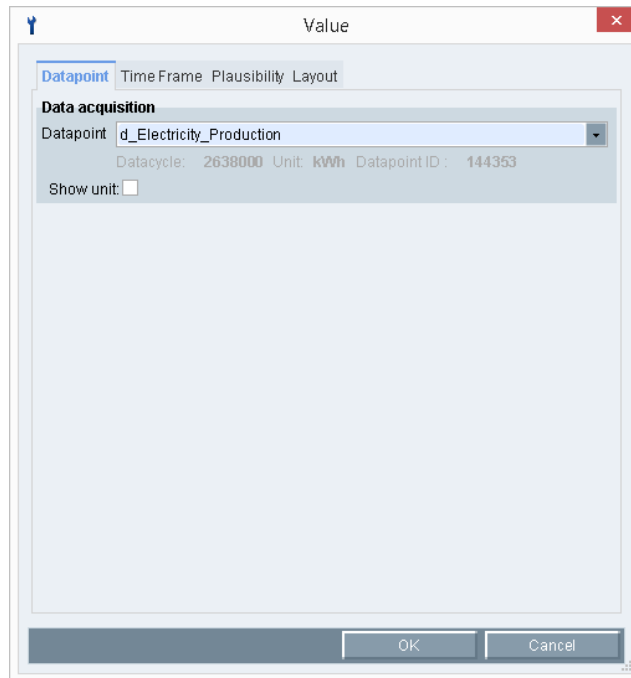 Value
Datapoint Time Frame Plausibility Layout
Data acquisition
Datapoint d_Electricity_Production
Datacycle: 2638000 Unit: kWh Datapoint ID : 144353
Show unit:
OK Cancel